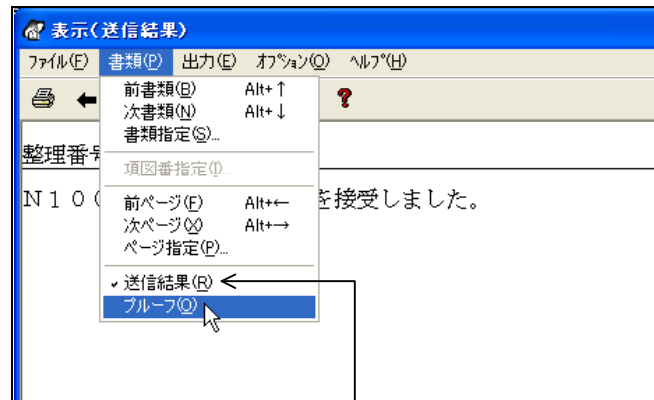 表示(送信結果)
ファイル(F) 書類(P) 出力(E) オプション(O) ヘルプ(H)
前書類(B) Alt+↑
次書類(N) Alt+↓
書類指定(S)...
整理番号
項図番指定(I)...
N10 を接受しました。
前ページ(F) Alt+←
次ページ(X) Alt+→
ページ指定(P)...
✓送信結果(R)
プルーフ(O)